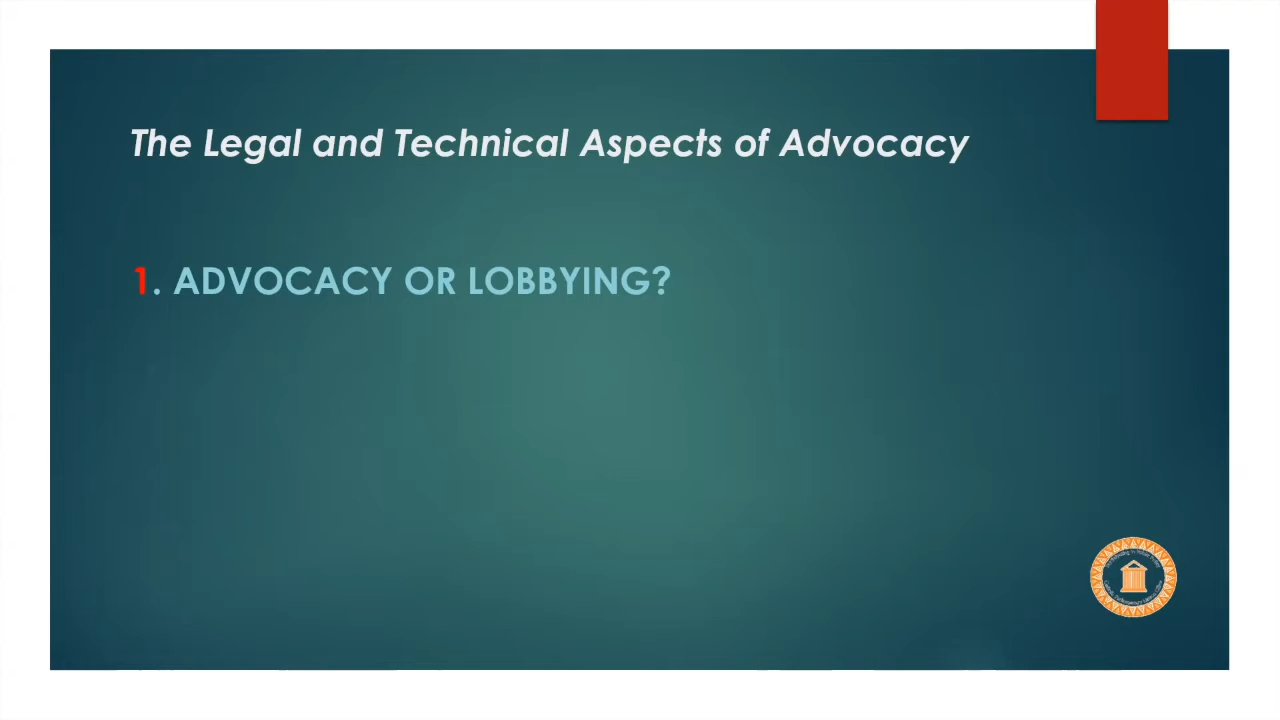 The Legal and Technical Aspects of Advocacy
1. ADVOCACY OR LOBBYING?